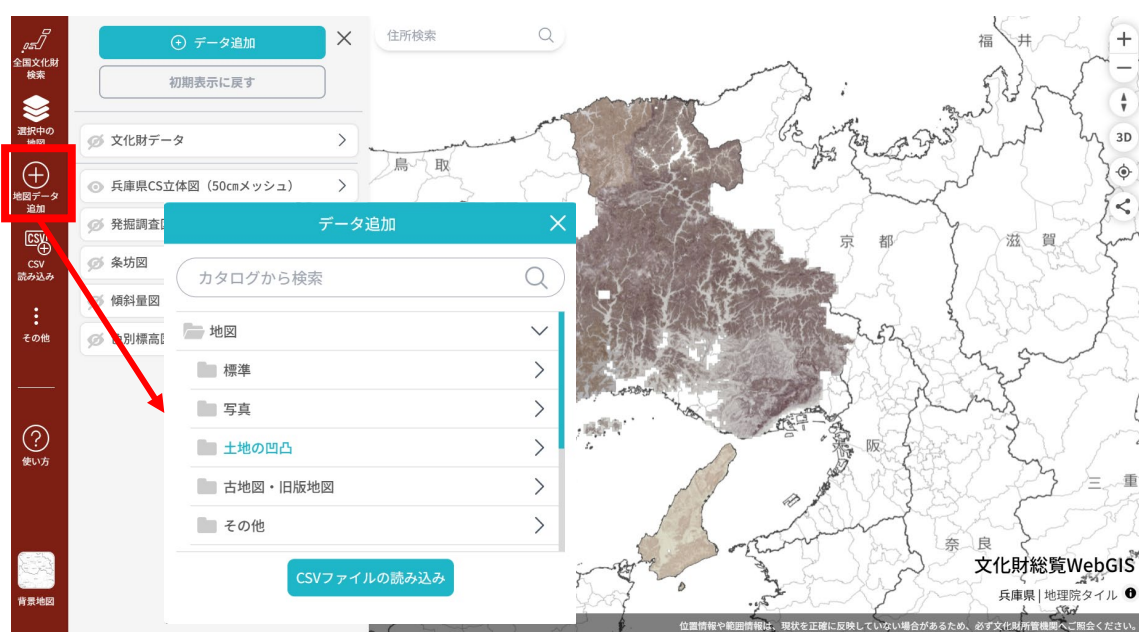 全国文化財
検索
選択中の
地図
地図データ
追加
CSV
CSV
読み込み
その他
使い方
背景地図
データ追加
初期表示に戻す
文化財データ
兵庫県CS立体図（50cmメッシュ）
発掘調査
条坊図
傾斜量図
色別標高
データ追加
カタログから検索
地図
標準
写真
土地の凹凸
古地図・旧版地図
その他
CSVファイルの読み込み
住所検索
福 井
鳥 取
京 都
滋 賀
阪
三 重
奈 良
3D
文化財総覧WebGIS
兵庫県 | 地理院タイル
位置情報や範囲情報は、現状を正確に反映していない場合があるため、必ず文化財所管機関へご照会ください。